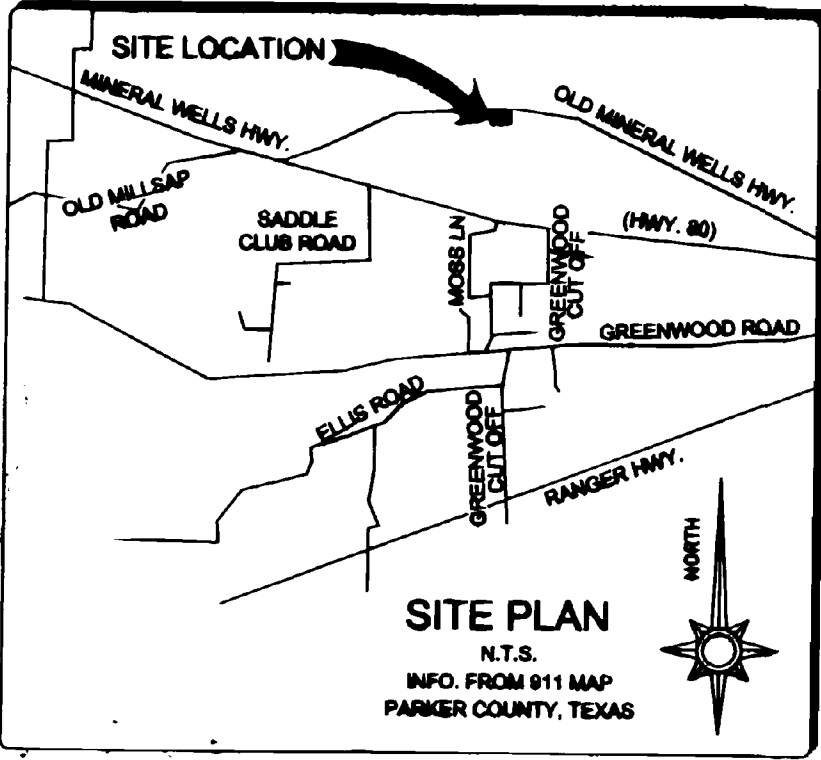 SITE LOCATION
MINERAL WELLS HWY.
OLD MINERAL WELLS HWY.
OLD MILLSAP
ROAD
SADDLE
CLUB ROAD
MOSS LN
GREENWOOD
CUT OFF
(HWY. 80)
GREENWOOD ROAD
ELLIS ROAD
GREENWOOD
CUT OFF
RANGER HWY.
NORTH
SITE PLAN
N.T.S.
INFO. FROM 911 MAP
PARKER COUNTY, TEXAS